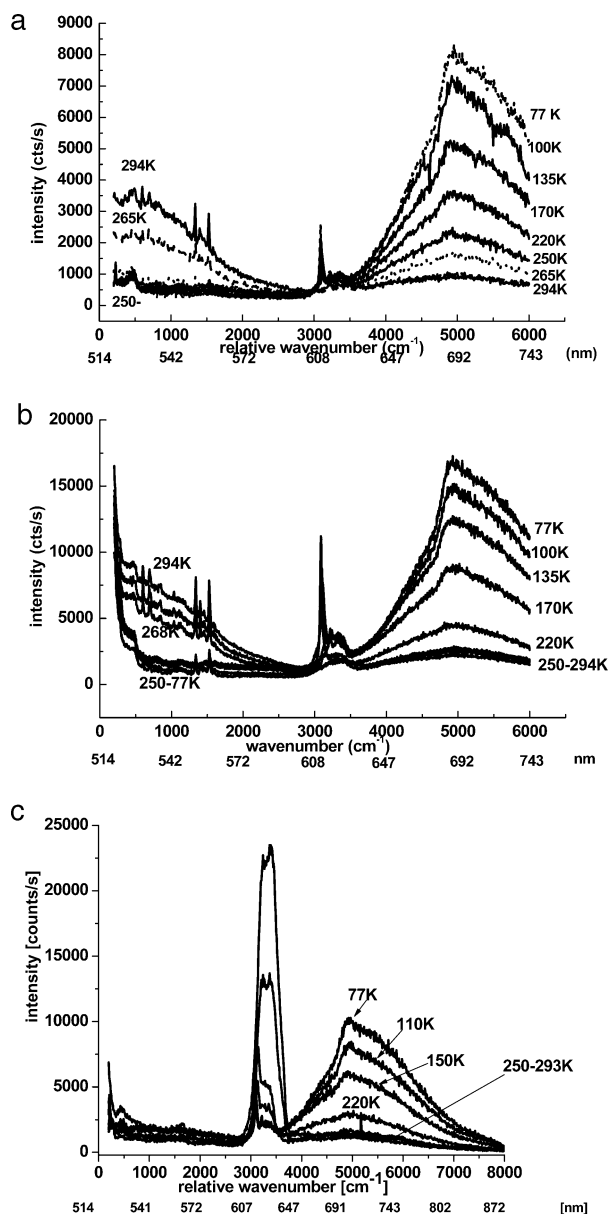 a
9000
8000
7000
6000
5000
4000
3000
2000
1000
0
intensity (cts/s)
294K
265K
250-
77 K
100K
135K
170K
220K
250K
265K
294K
0 1000 2000 3000 4000 5000 6000
relative wavenumber (cm-1)
514 542 572 608 647 692 743 (nm)
b
20000
15000
10000
5000
0
intensity (cts/s)
294K
268K
250-77K
77K
100K
135K
170K
220K
250-294K
0 1000 2000 3000 4000 5000 6000
wavenumber (cm-1)
514 542 572 608 647 692 743 nm
c
25000
20000
15000
10000
5000
0
intensity [counts/s]
77K
110K
150K
250-293K
220K
0 1000 2000 3000 4000 5000 6000 7000 8000
relative wavenumber [cm-1]
514 541 572 607 647 691 743 802 872 [nm]